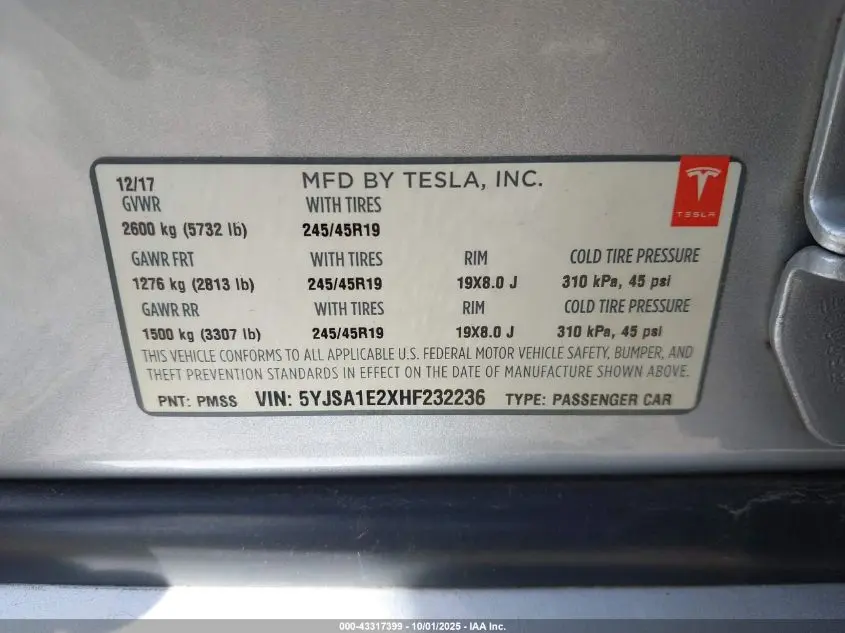 12/17 MFD BY TESLA, INC.
GVWR WITH TIRES
2600 kg (5732 lb) 245/45R19
TESLA
GAWR FRT WITH TIRES RIM COLD TIRE PRESSURE
1276 kg (2813 lb) 245/45R19 19X8.0 J 310 kPa, 45 psi
GAWR RR WITH TIRES RIM COLD TIRE PRESSURE
1500 kg (3307 lb) 245/45R19 19X8.0 J 310 kPa, 45 psi
THIS VEHICLE CONFORMS TO ALL APPLICABLE U.S. FEDERAL MOTOR VEHICLE SAFETY, BUMPER, AND
THEFT PREVENTION STANDARDS IN EFFECT ON THE DATE OF MANUFACTURE SHOWN ABOVE.
PNT: PMSS VIN: 5YJSA1E2XHF232236 TYPE: PASSENGER CAR
000-43317399 - 10/01/2025 - IAA Inc.